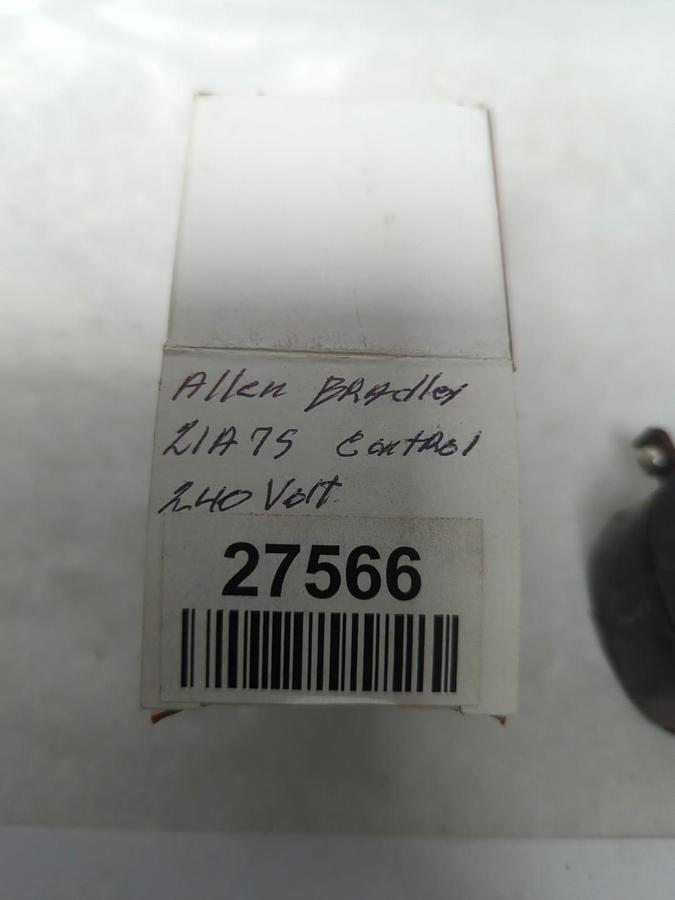 Allen BRAdley
21A75 ContRol
240 Volt
27566